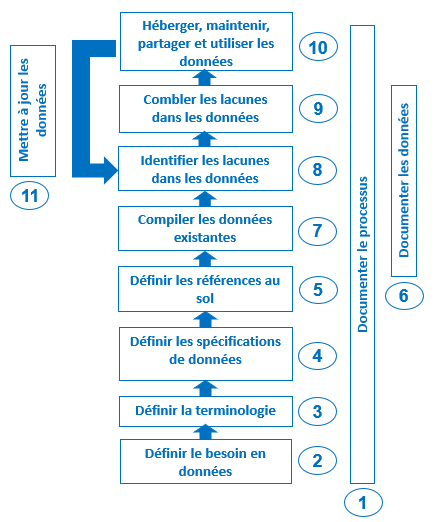 Héberger, maintenir,
partager et utiliser les
données
10
Combler les lacunes
dans les données
9
Identifier les lacunes
dans les données
8
Compiler les données
existantes
7
Définir les références au
sol
5
Définir les spécifications
de données
4
Définir la terminologie
3
Définir le besoin en
données
2
Mettre à jour les
données
11
Documenter le processus
1
Documenter les données
6